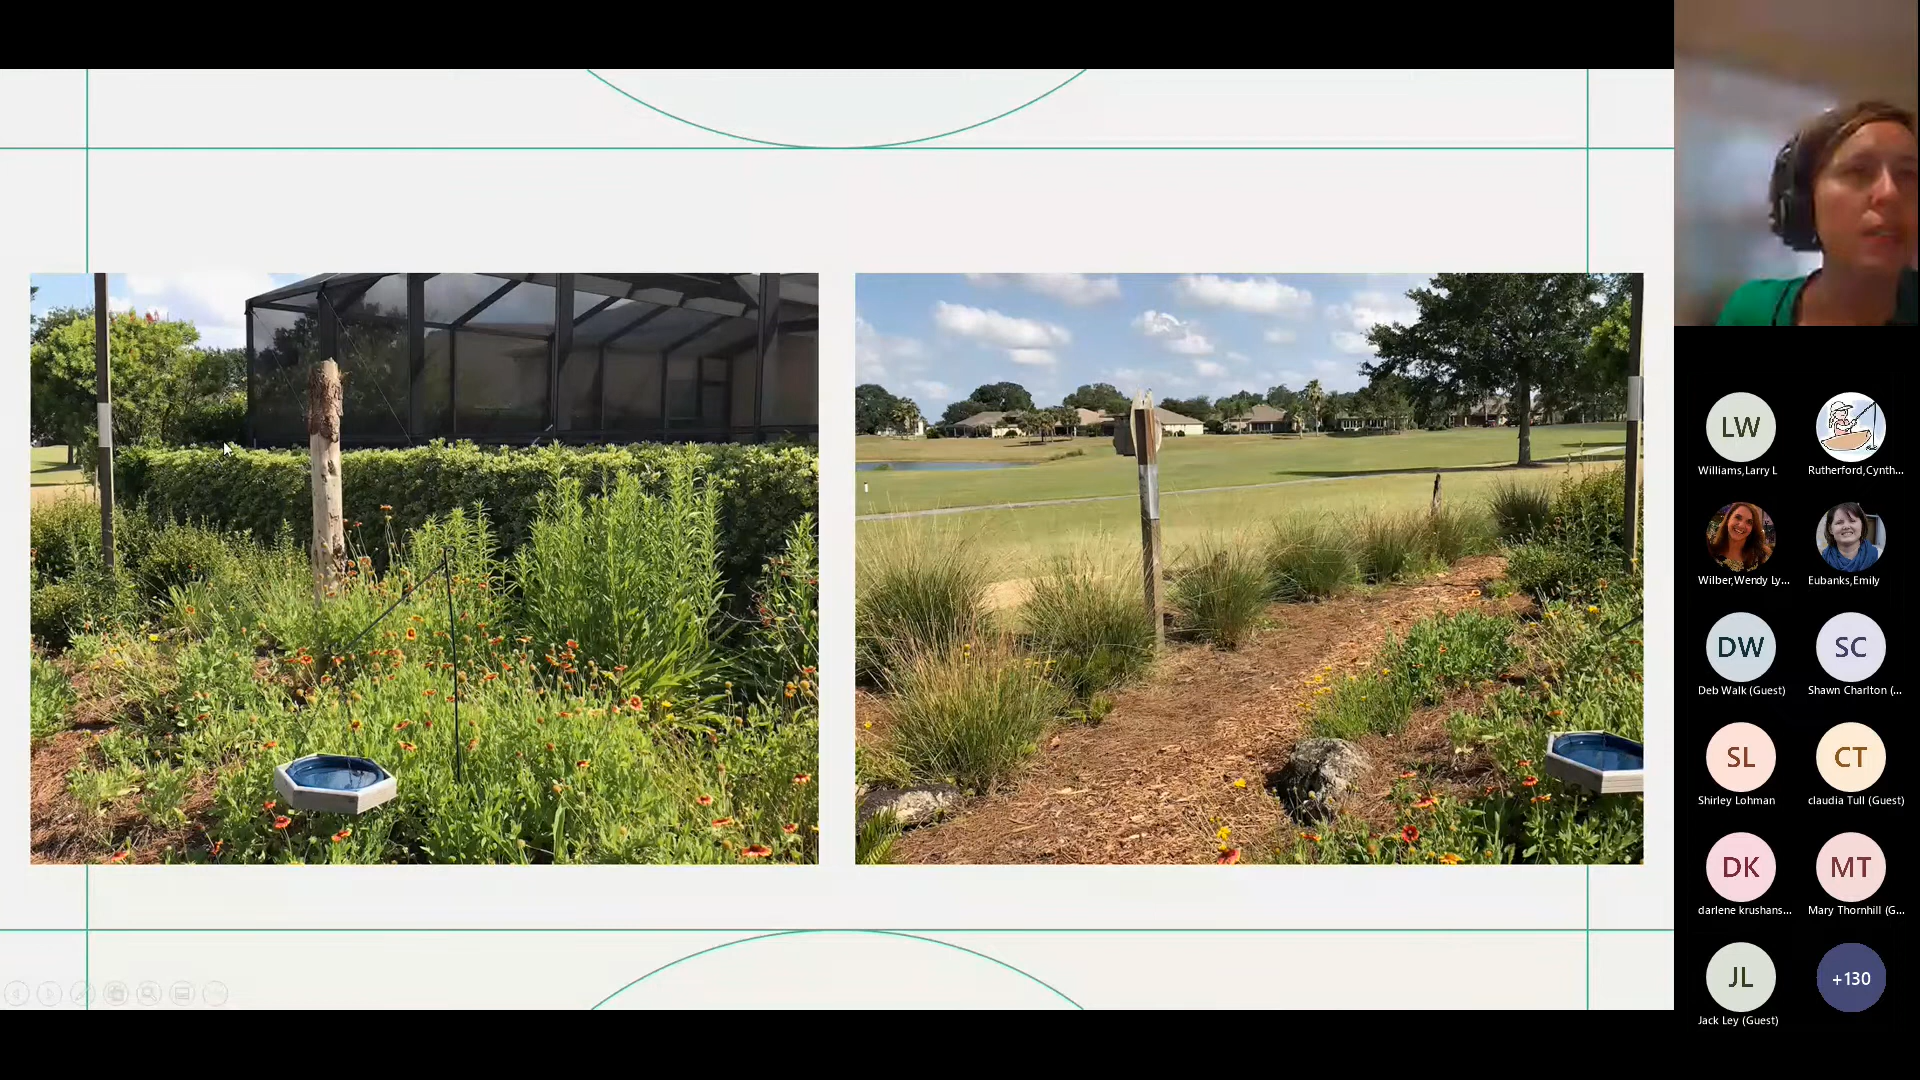 LW
Williams,Larry L
Rutherford,Cynth...
Wilber,Wendy Ly...
Eubanks,Emily
DW
SC
Deb Walk (Guest)
Shawn Charlton (...
SL
CT
Shirley Lohman
claudia Tull (Guest)
DK
MT
darlene krushans...
Mary Thornhill (G...
JL
+130
Jack Ley (Guest)